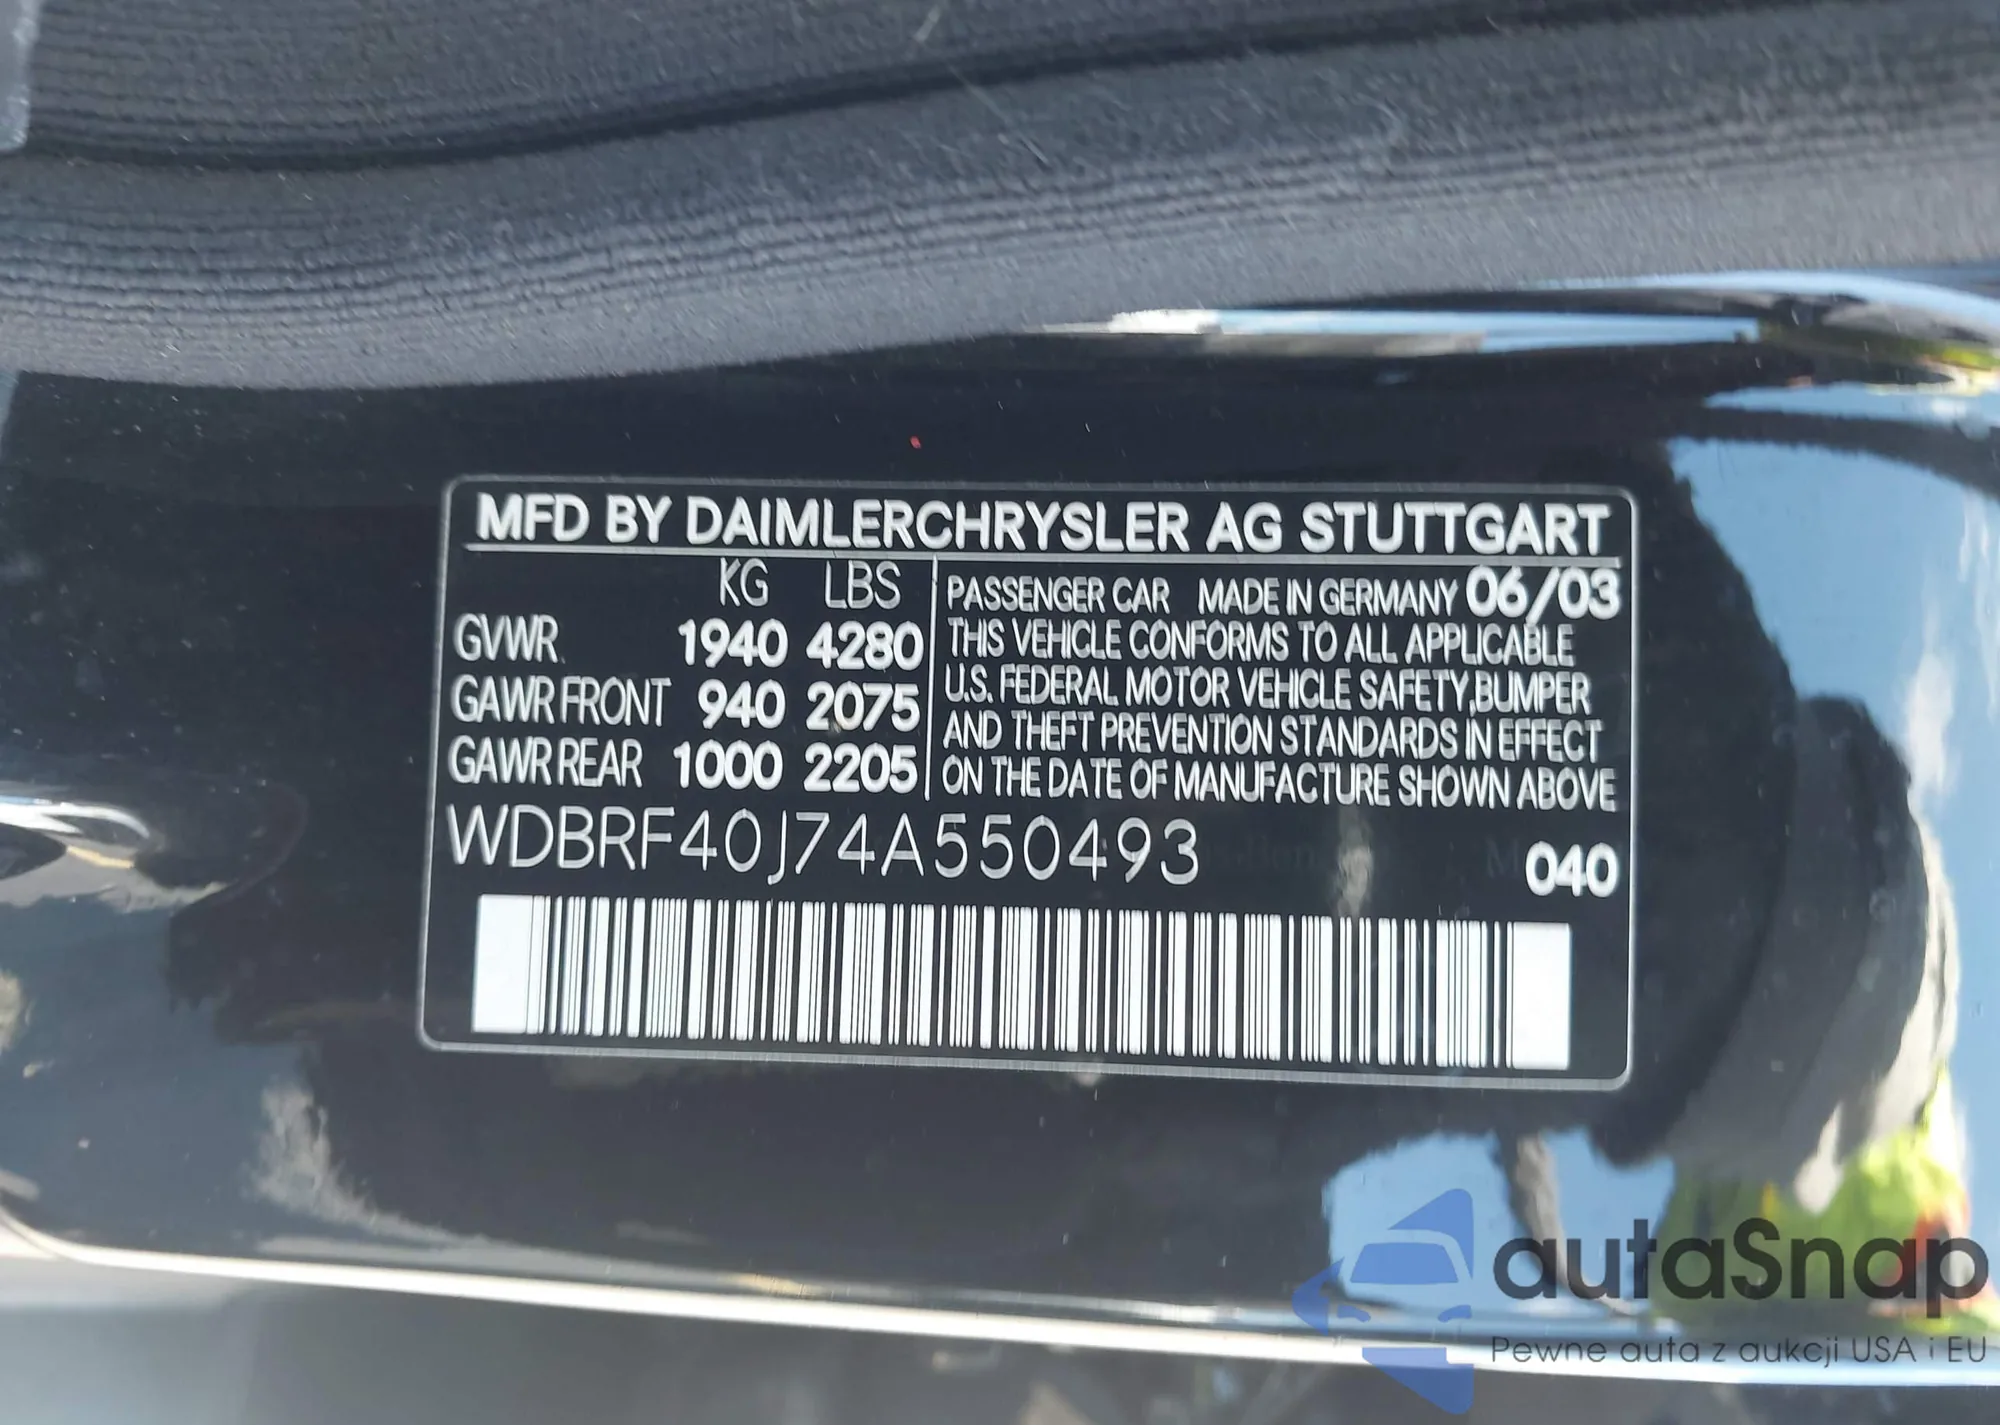 MFD BY DAIMLERCHRYSLER AG STUTTGART
KG LBS
GVWR 1940 4280
GAWR FRONT 940 2075
GAWR REAR 1000 2205
PASSENGER CAR MADE IN GERMANY 06/03
THIS VEHICLE CONFORMS TO ALL APPLICABLE
U.S. FEDERAL MOTOR VEHICLE SAFETY,BUMPER
AND THEFT PREVENTION STANDARDS IN EFFECT
ON THE DATE OF MANUFACTURE SHOWN ABOVE
WDBRF40J74A550493
040
autaSnap
Pewne auta z aukcji USA i EU